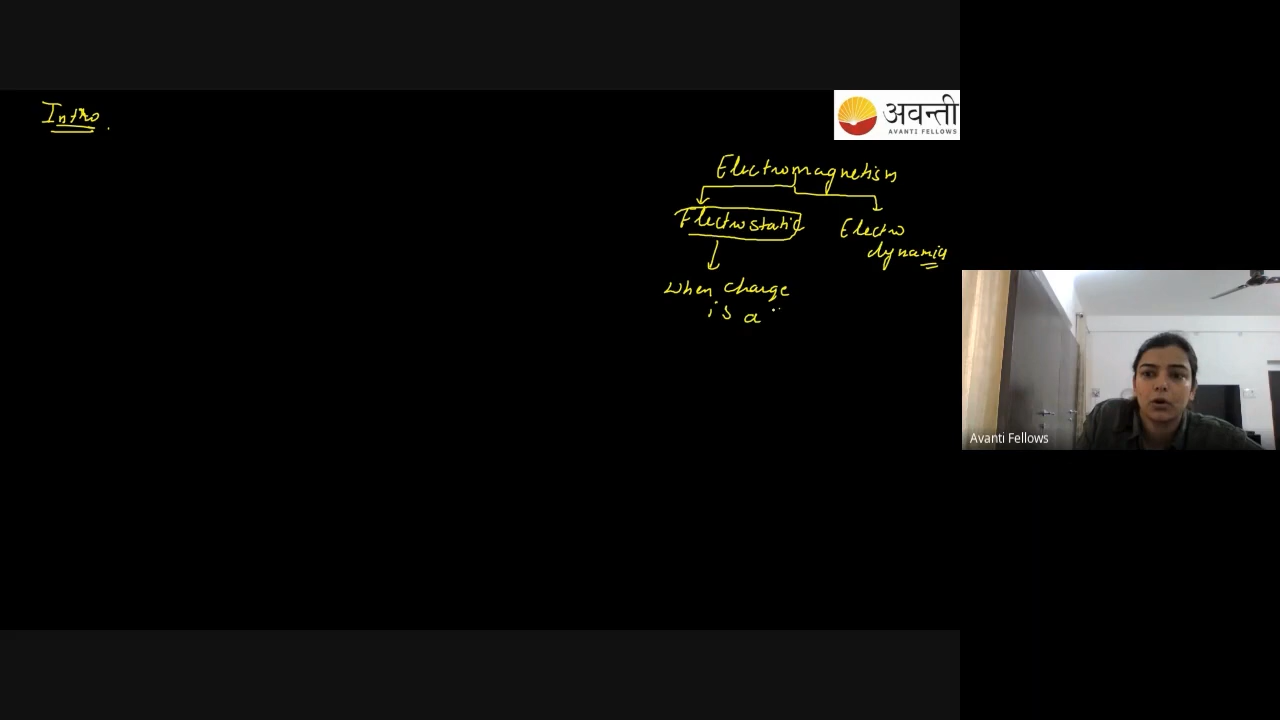 Intro.
अवन्ती
AVANTI FELLOWS
Electromagnetism
Electrostatic
Electro
dynamics
when charge
is a
Avanti Fellows